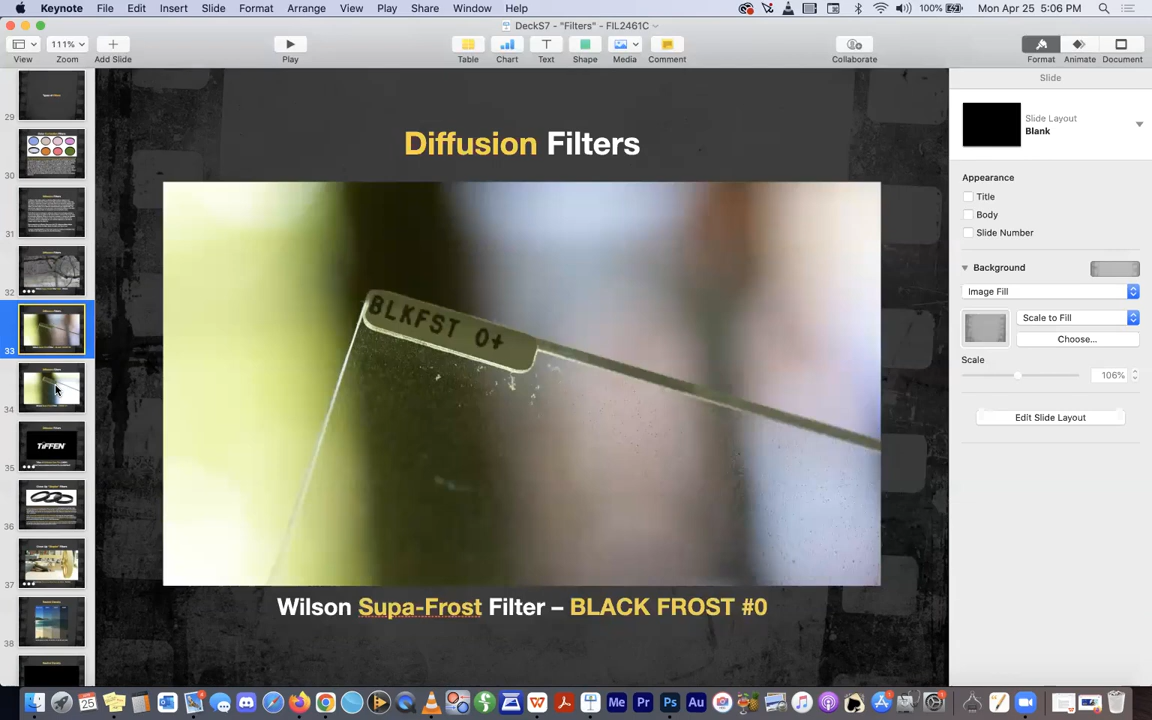 Keynote File Edit Insert Slide Format Arrange View Play Share Window Help
100% Mon Apr 25 5:06 PM
DeckS7 - "Filters" - FIL2461C
111%
View Zoom Add Slide Play Table Chart Text Shape Media Comment Collaborate Format Animate Document
29
30
31
32
33
34
35
36
37
38
TIFFEN
Diffusion Filters
BLKFST 0+
Wilson Supa-Frost Filter – BLACK FROST #0
Slide
Slide Layout
Blank
Appearance
Title
Body
Slide Number
Background
Image Fill
Scale to Fill
Choose...
Scale
106%
Edit Slide Layout